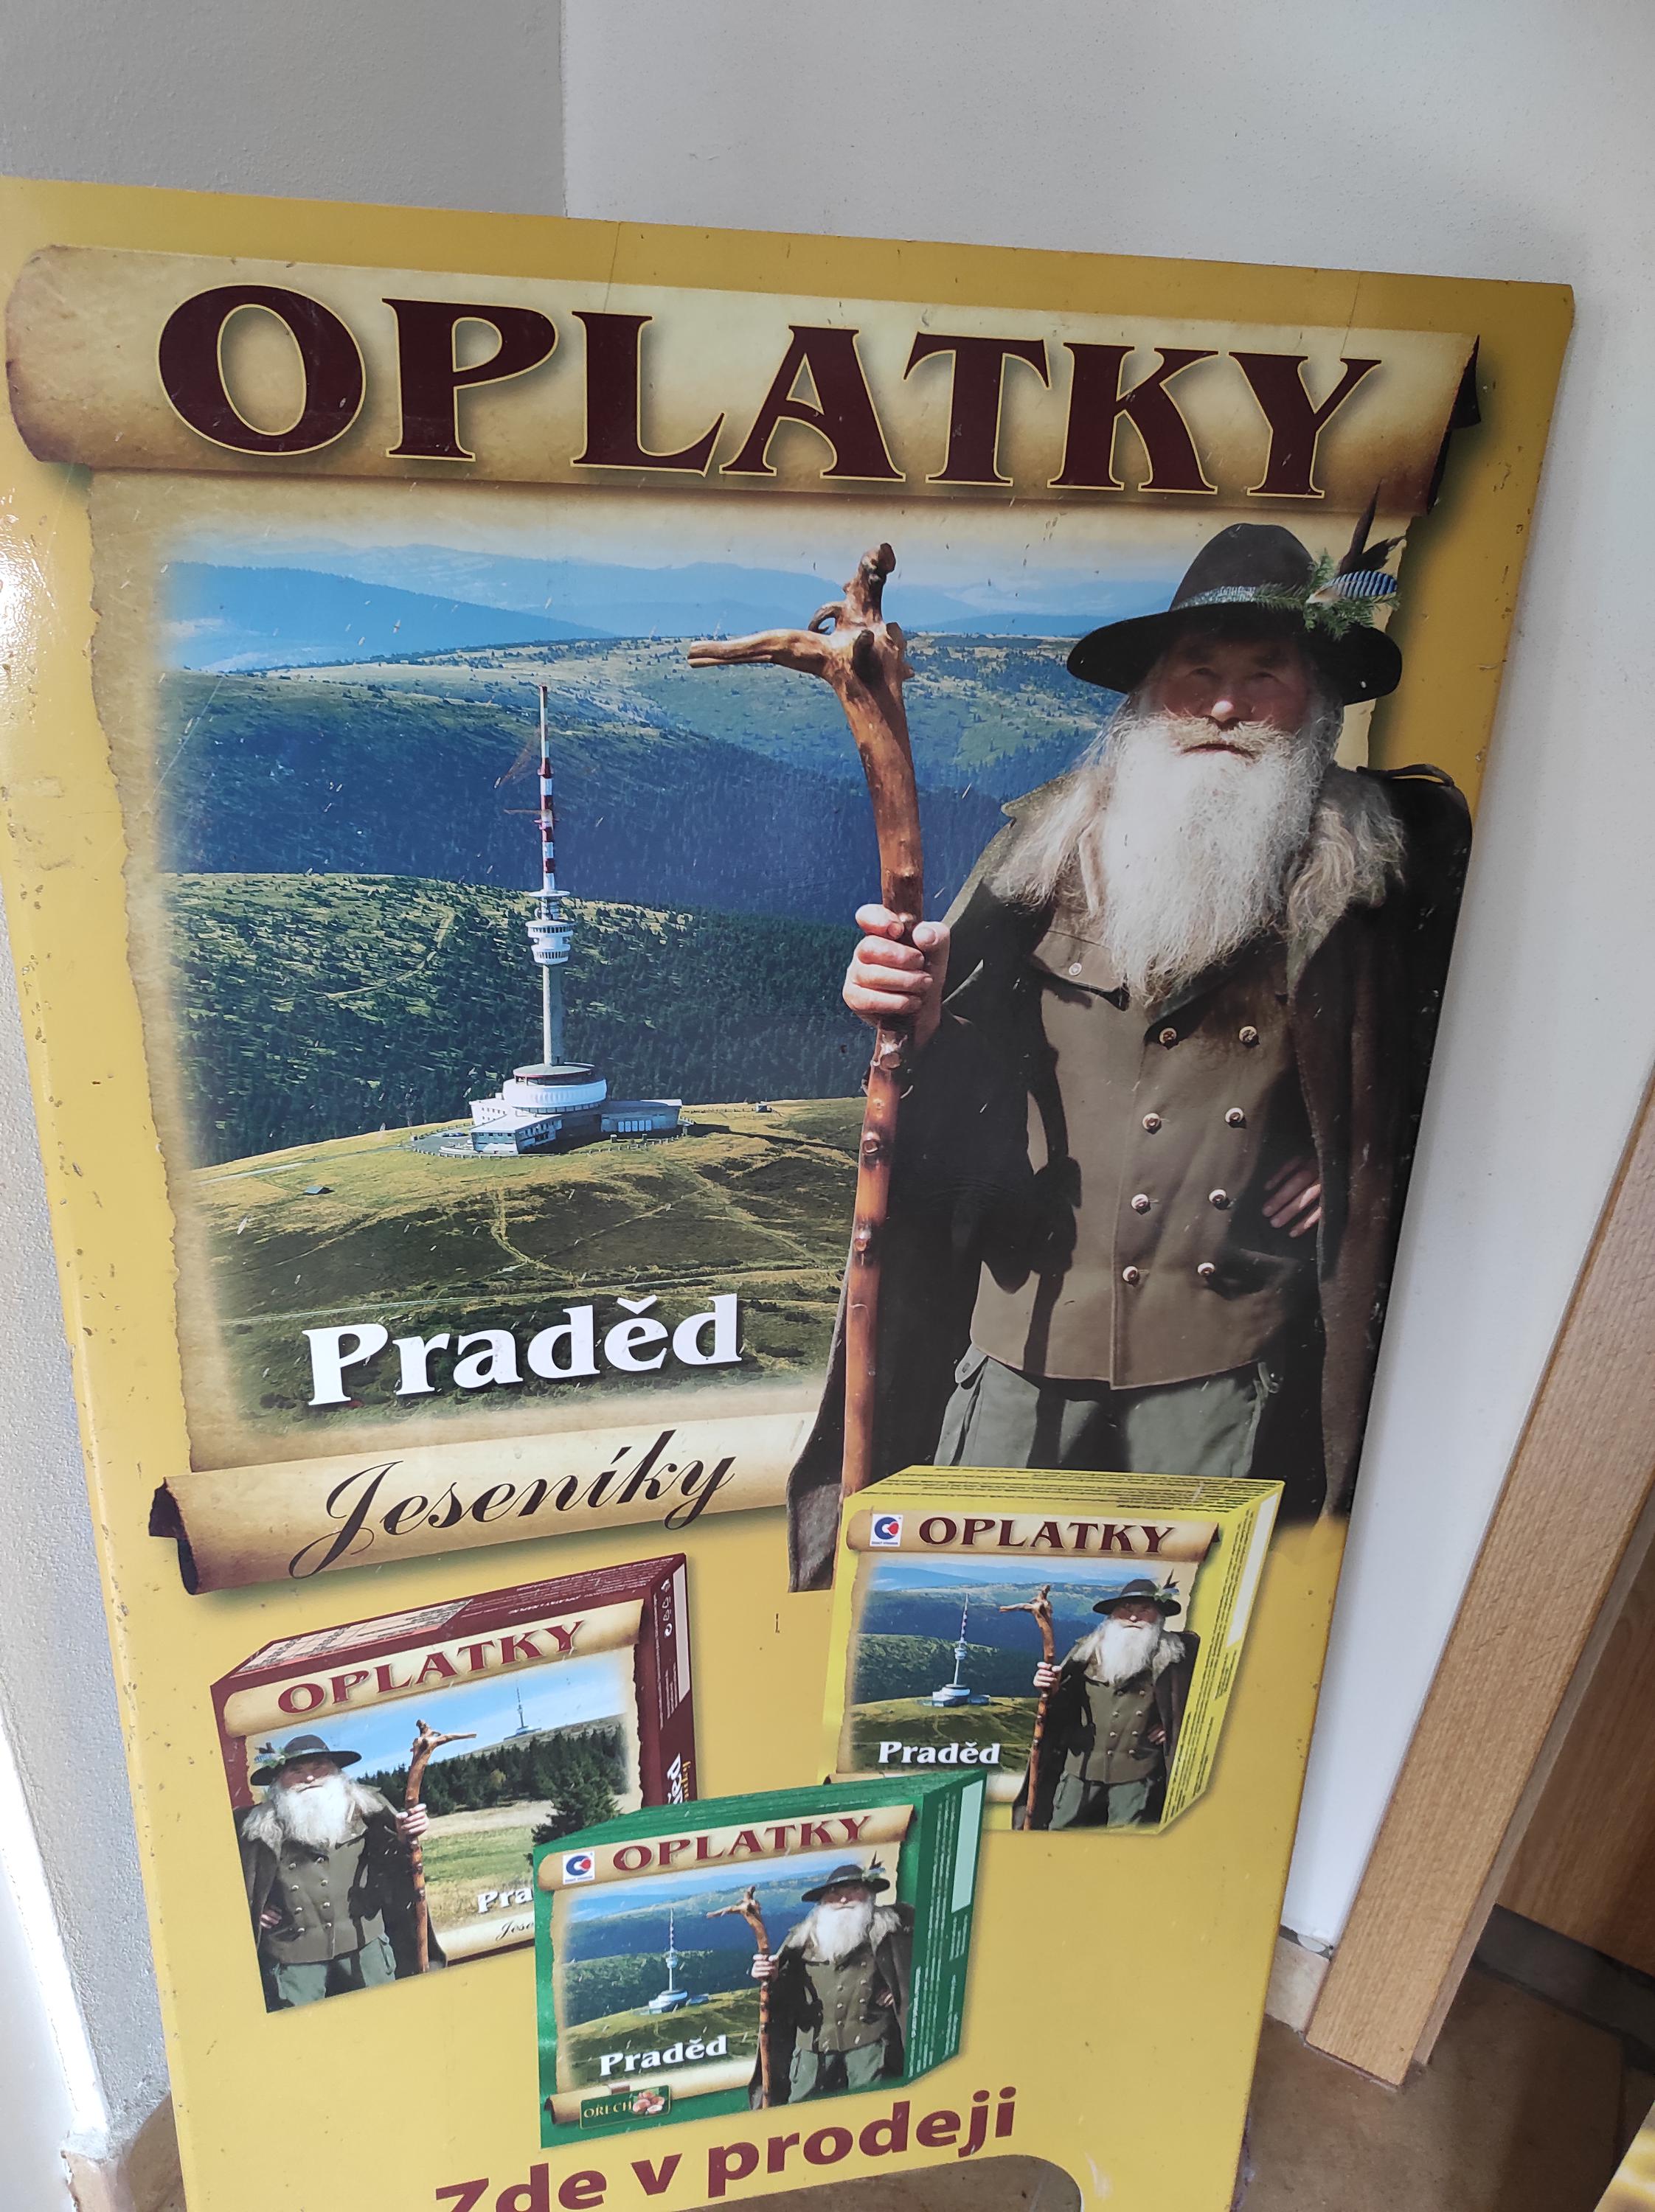 OPLATKY
Praděd
Jeseníky
OPLATKY
Praděd
OPLATKY
OPLATKY
Praděd
OŘECH
Zde v prodeji